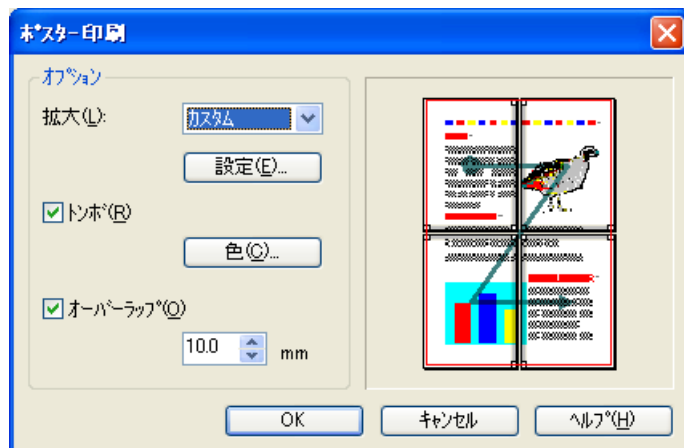 ﾎﾟｽﾀｰ印刷
ｵﾌﾟｼｮﾝ
拡大(L):
ｶｽﾀﾑ
設定(E)...
ﾄﾝﾎﾞ(R)
色(C)...
ｵｰﾊﾞｰﾗｯﾌﾟ(O)
10.0 mm
OK
ｷｬﾝｾﾙ
ﾍﾙﾌﾟ(H)